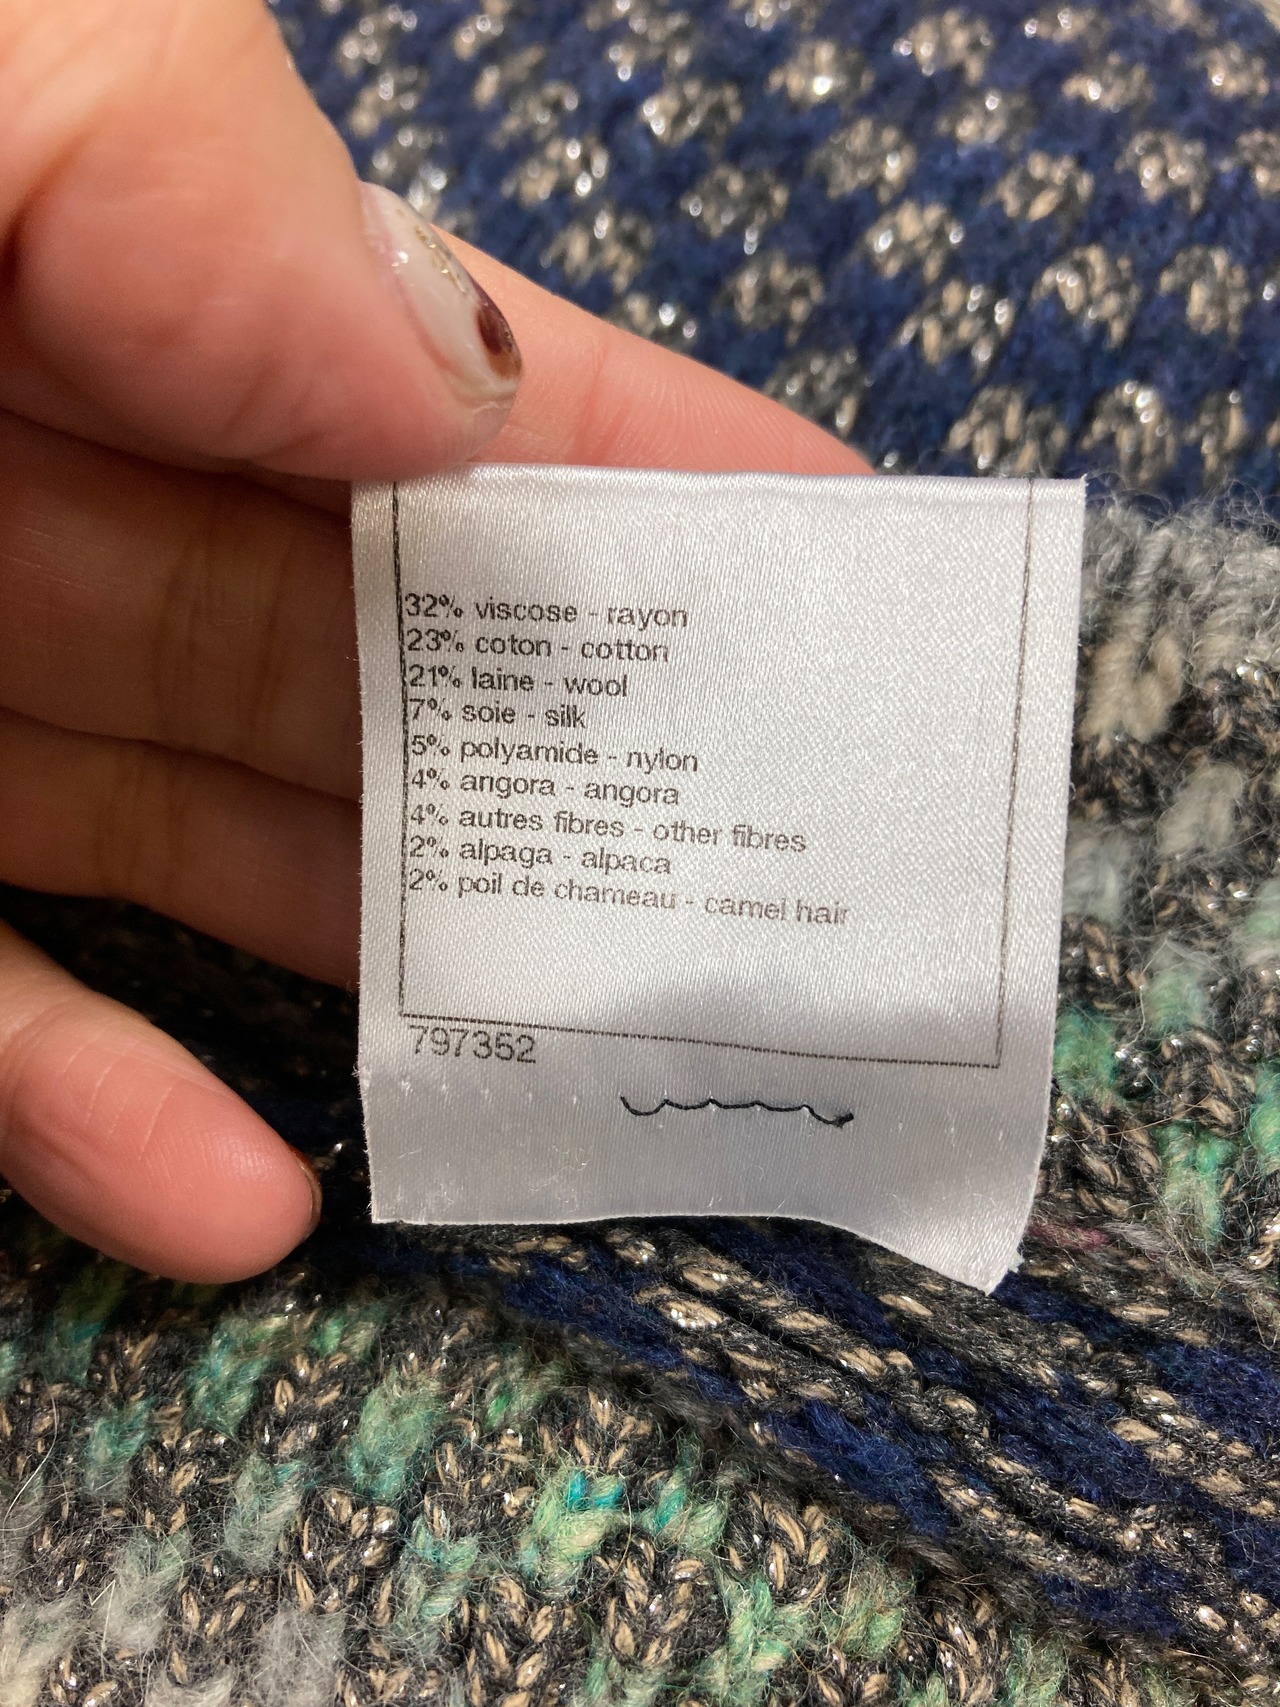 32% viscose - rayon
23% coton - cotton
21% laine - wool
7% soie - silk
5% polyamide - nylon
4% angora - angora
4% autres fibres - other fibres
2% alpaga - alpaca
2% poil de chameau - camel hair
797352